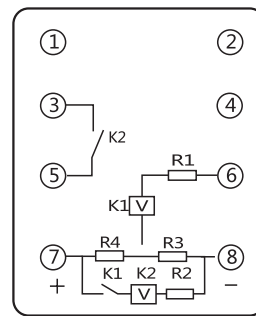 ① ②
③ ④
K2
R1
⑤ ⑥
K1 V
R4 R3
⑦ ⑧
K1 K2 R2
+ V −